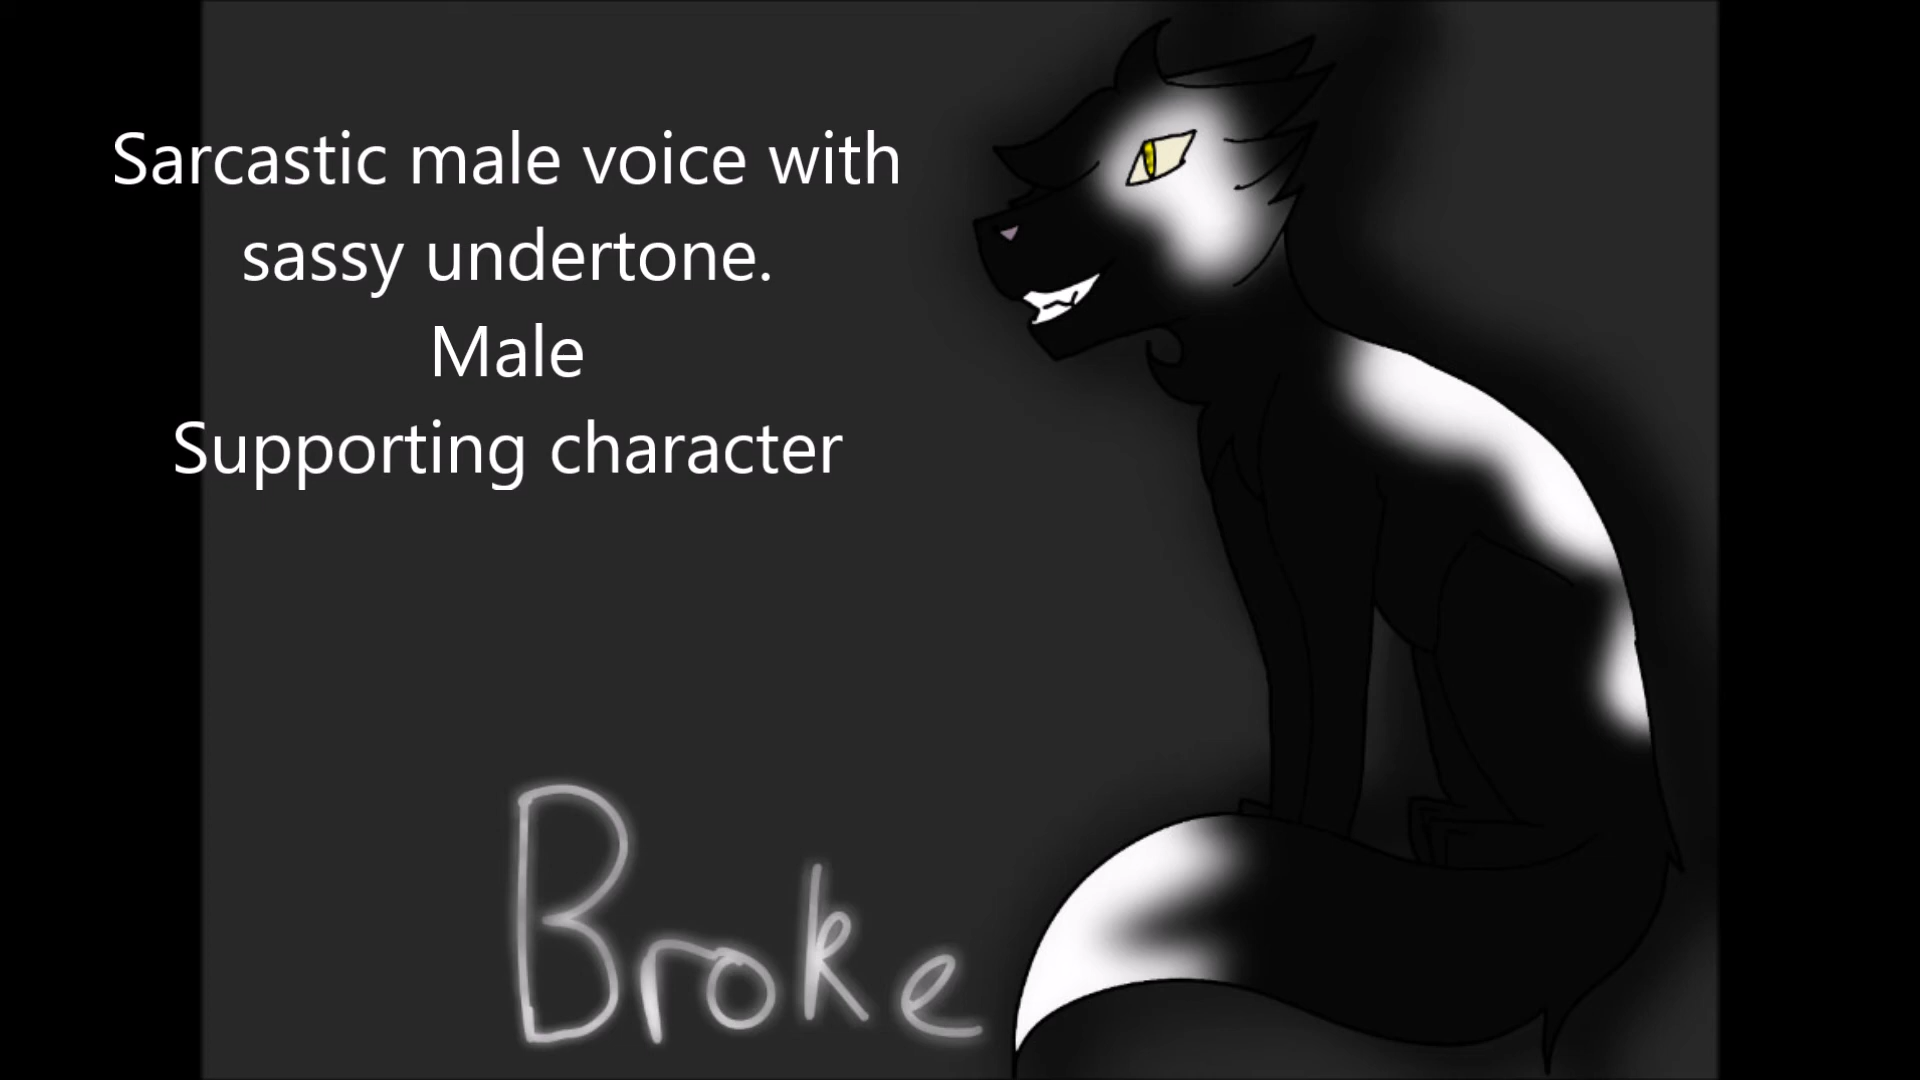 Sarcastic male voice with
sassy undertone.
Male
Supporting character
Broke